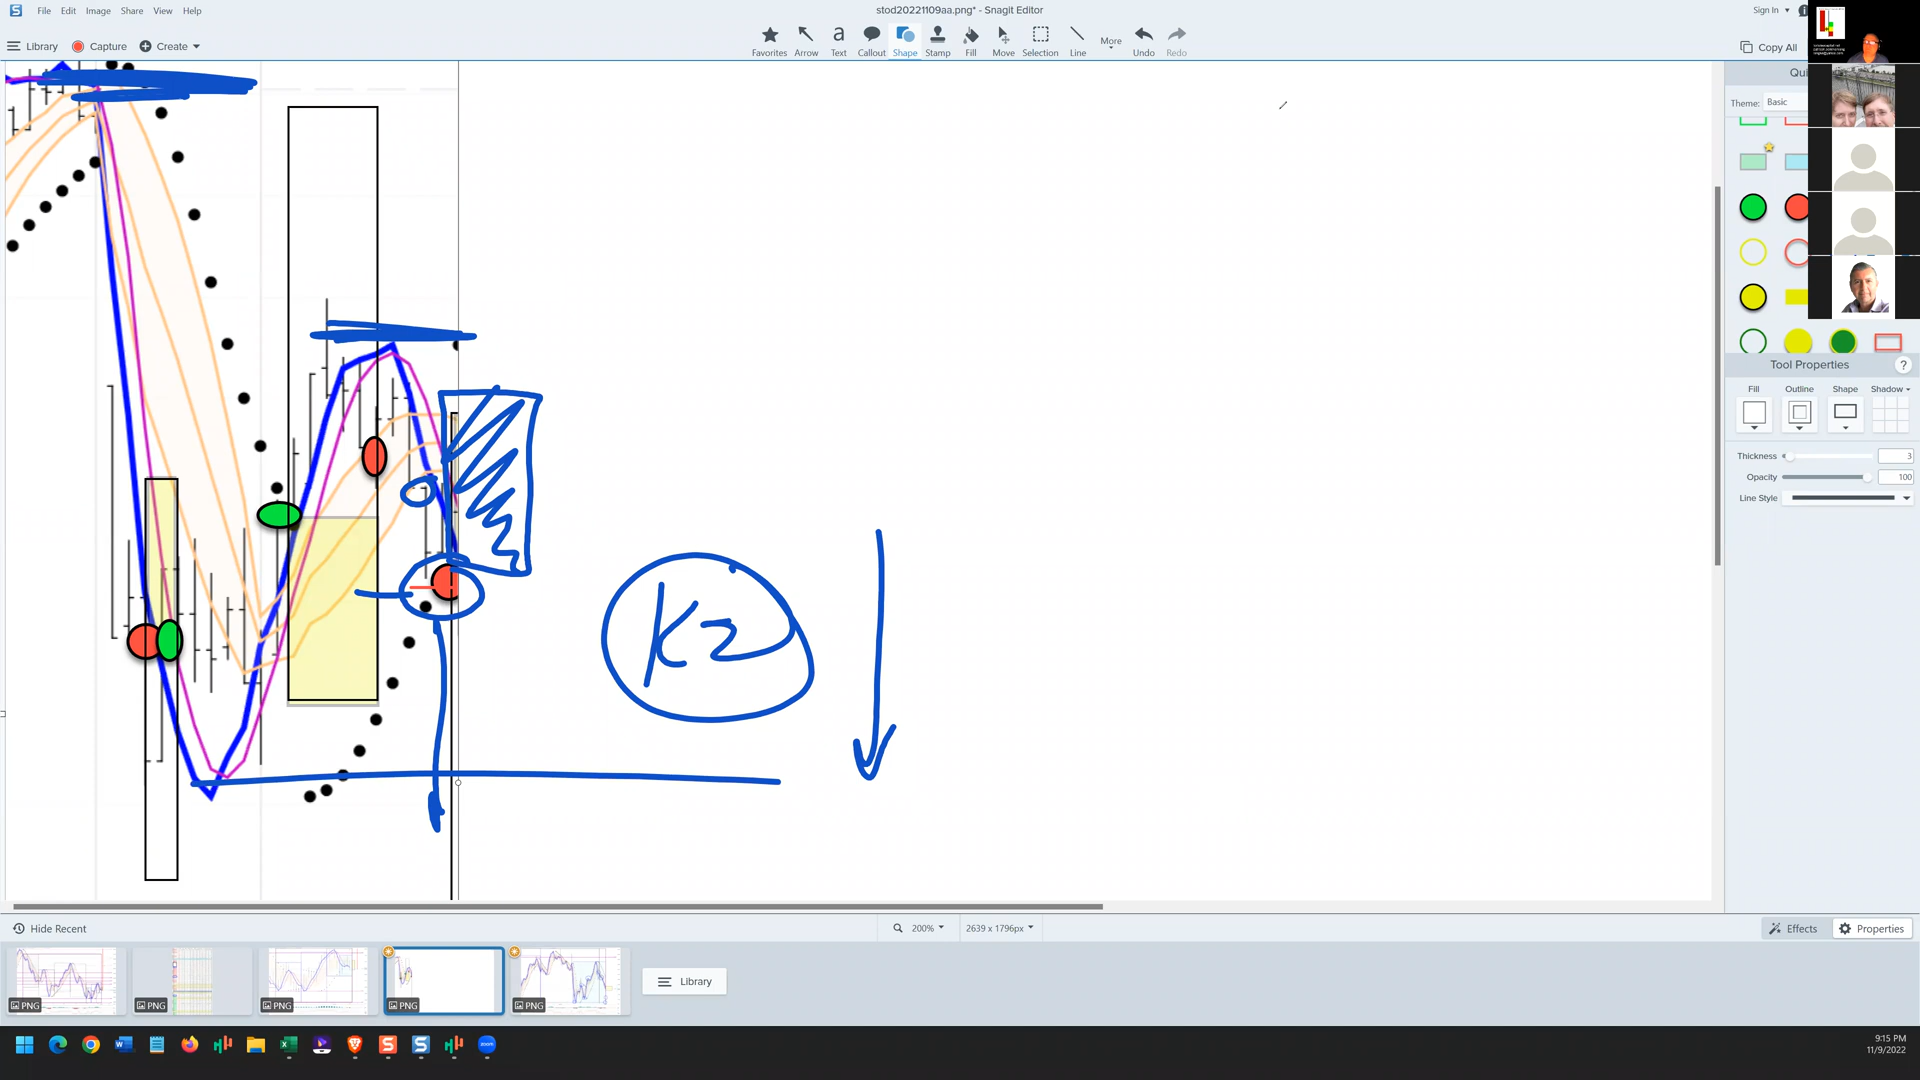 stod20221109aa.png* - Snagit Editor
File Edit Image Share View Help
Sign In
Library Capture Create
Favorites Arrow Text Callout Shape Stamp Fill Move Selection Line More Undo Redo
Copy All
Qui
Theme: Basic
Tool Properties ?
Fill Outline Shape Shadow
Thickness 3
Opacity 100
Line Style
K2
Hide Recent
200% 2639 x 1796px
Effects Properties
PNG PNG PNG PNG PNG
Library
9:15 PM
11/9/2022